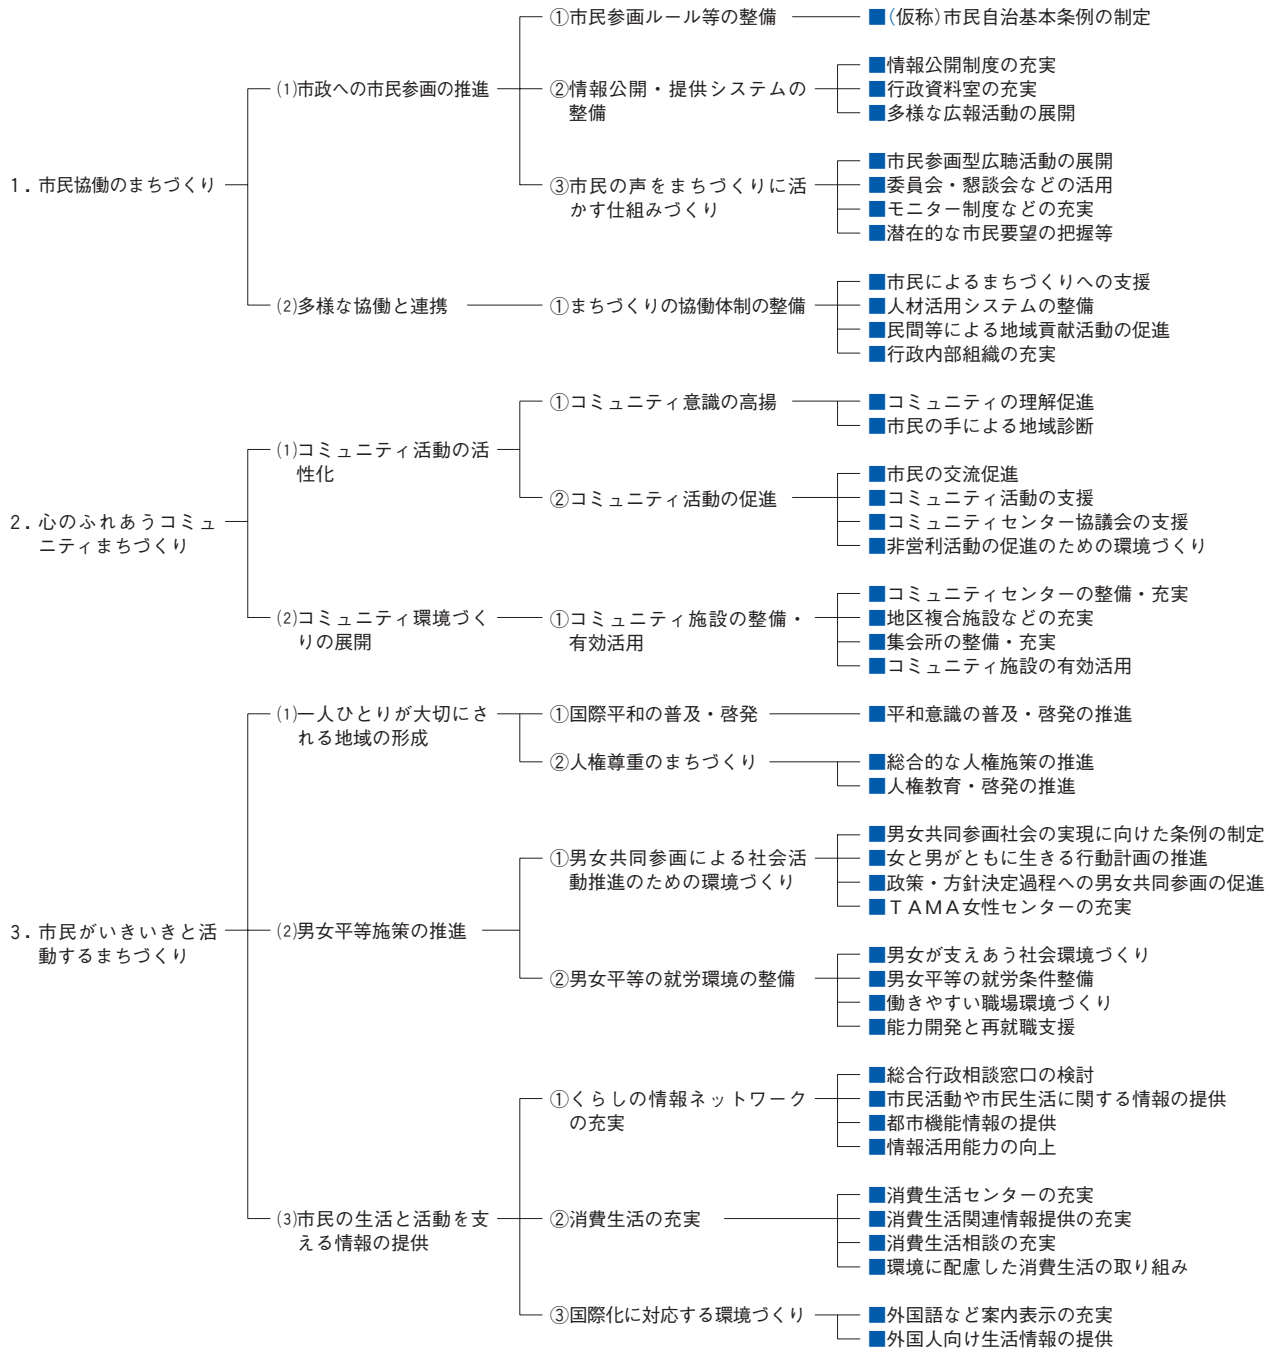 1．市民協働のまちづくり
⑴市政への市民参画の推進
①市民参画ルール等の整備
■(仮称)市民自治基本条例の制定
②情報公開・提供システムの
整備
■情報公開制度の充実
■行政資料室の充実
■多様な広報活動の展開
③市民の声をまちづくりに活
かす仕組みづくり
■市民参画型広聴活動の展開
■委員会・懇談会などの活用
■モニター制度などの充実
■潜在的な市民要望の把握等
⑵多様な協働と連携
①まちづくりの協働体制の整備
■市民によるまちづくりへの支援
■人材活用システムの整備
■民間等による地域貢献活動の促進
■行政内部組織の充実
2．心のふれあうコミュ
ニティまちづくり
⑴コミュニティ活動の活
性化
①コミュニティ意識の高揚
■コミュニティの理解促進
■市民の手による地域診断
②コミュニティ活動の促進
■市民の交流促進
■コミュニティ活動の支援
■コミュニティセンター協議会の支援
■非営利活動の促進のための環境づくり
⑵コミュニティ環境づく
りの展開
①コミュニティ施設の整備・
有効活用
■コミュニティセンターの整備・充実
■地区複合施設などの充実
■集会所の整備・充実
■コミュニティ施設の有効活用
3．市民がいきいきと活
動するまちづくり
⑴一人ひとりが大切にさ
れる地域の形成
①国際平和の普及・啓発
■平和意識の普及・啓発の推進
②人権尊重のまちづくり
■総合的な人権施策の推進
■人権教育・啓発の推進
⑵男女平等施策の推進
①男女共同参画による社会活
動推進のための環境づくり
■男女共同参画社会の実現に向けた条例の制定
■女と男がともに生きる行動計画の推進
■政策・方針決定過程への男女共同参画の促進
■ＴＡＭＡ女性センターの充実
②男女平等の就労環境の整備
■男女が支えあう社会環境づくり
■男女平等の就労条件整備
■働きやすい職場環境づくり
■能力開発と再就職支援
⑶市民の生活と活動を支
える情報の提供
①くらしの情報ネットワーク
の充実
■総合行政相談窓口の検討
■市民活動や市民生活に関する情報の提供
■都市機能情報の提供
■情報活用能力の向上
②消費生活の充実
■消費生活センターの充実
■消費生活関連情報提供の充実
■消費生活相談の充実
■環境に配慮した消費生活の取り組み
③国際化に対応する環境づくり
■外国語など案内表示の充実
■外国人向け生活情報の提供